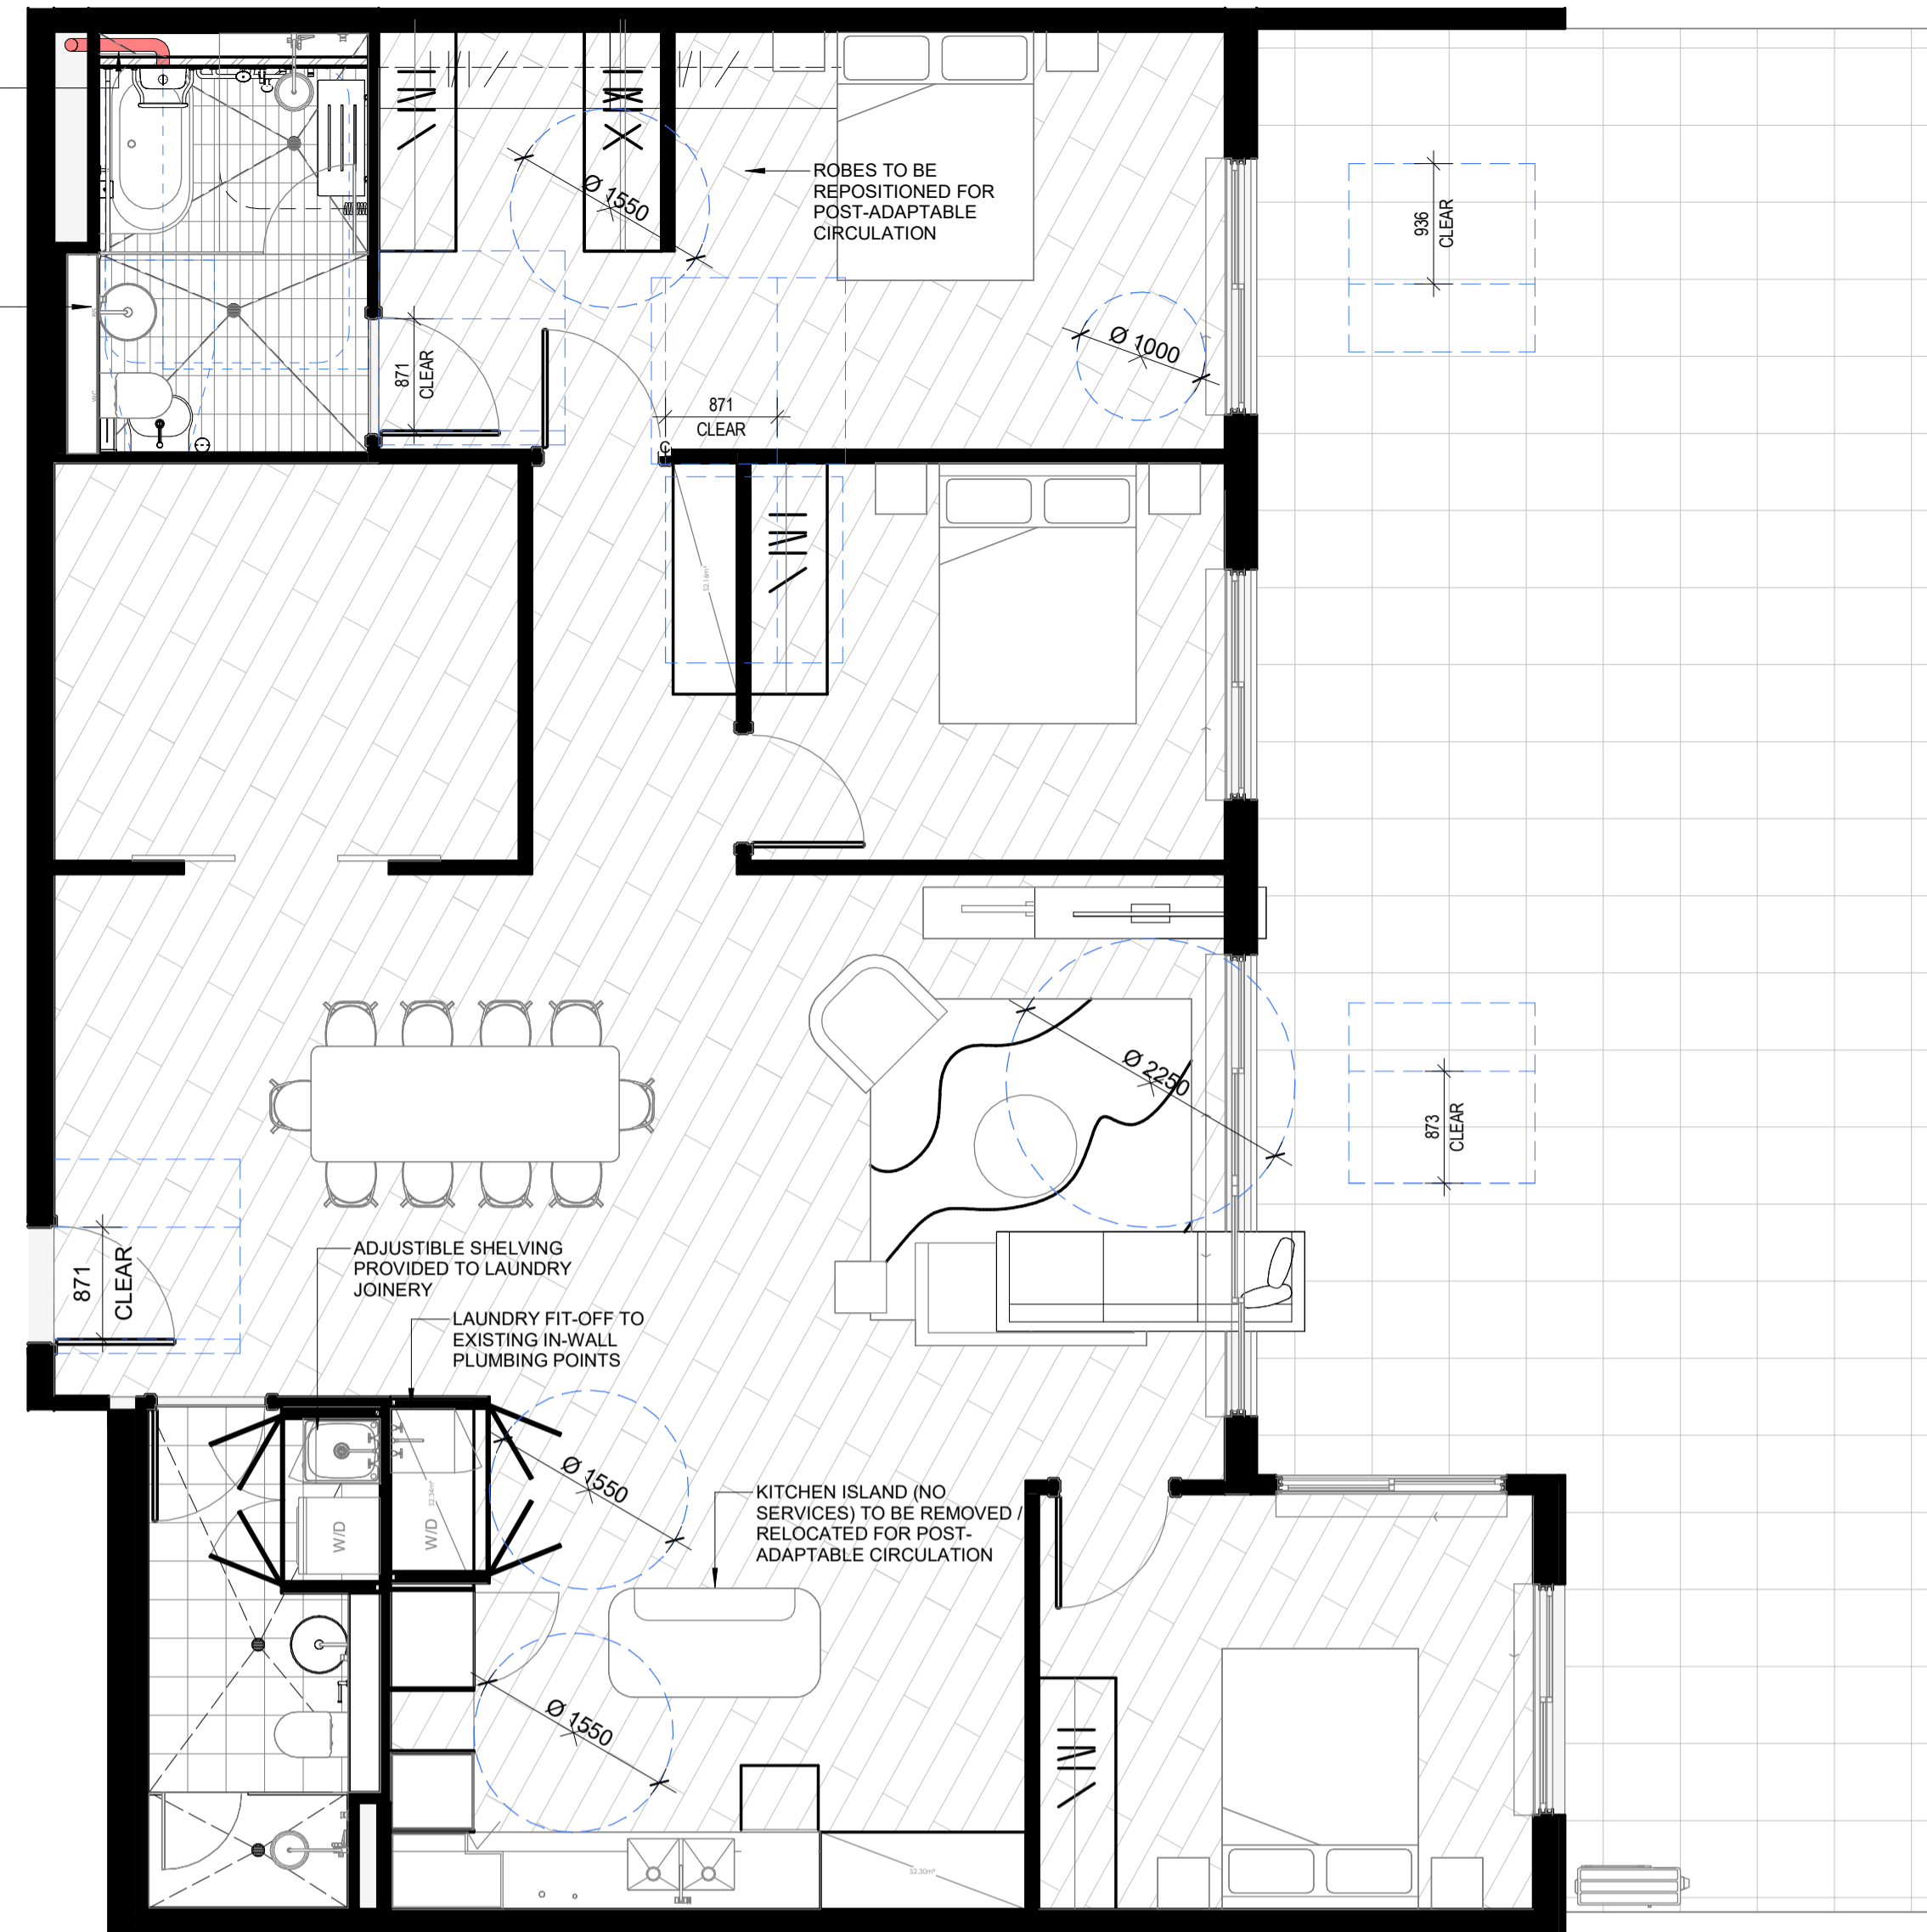 ROBES TO BE
REPOSITIONED FOR
POST-ADAPTABLE
CIRCULATION
Ø 1550
936
CLEAR
Ø 1000
871
CLEAR
871
CLEAR
Ø 2250
873
CLEAR
871
CLEAR
ADJUSTIBLE SHELVING
PROVIDED TO LAUNDRY
JOINERY
LAUNDRY FIT-OFF TO
EXISTING IN-WALL
PLUMBING POINTS
Ø 1550
W/D
W/D
KITCHEN ISLAND (NO
SERVICES) TO BE REMOVED /
RELOCATED FOR POST-
ADAPTABLE CIRCULATION
Ø 1550
S2.30m³